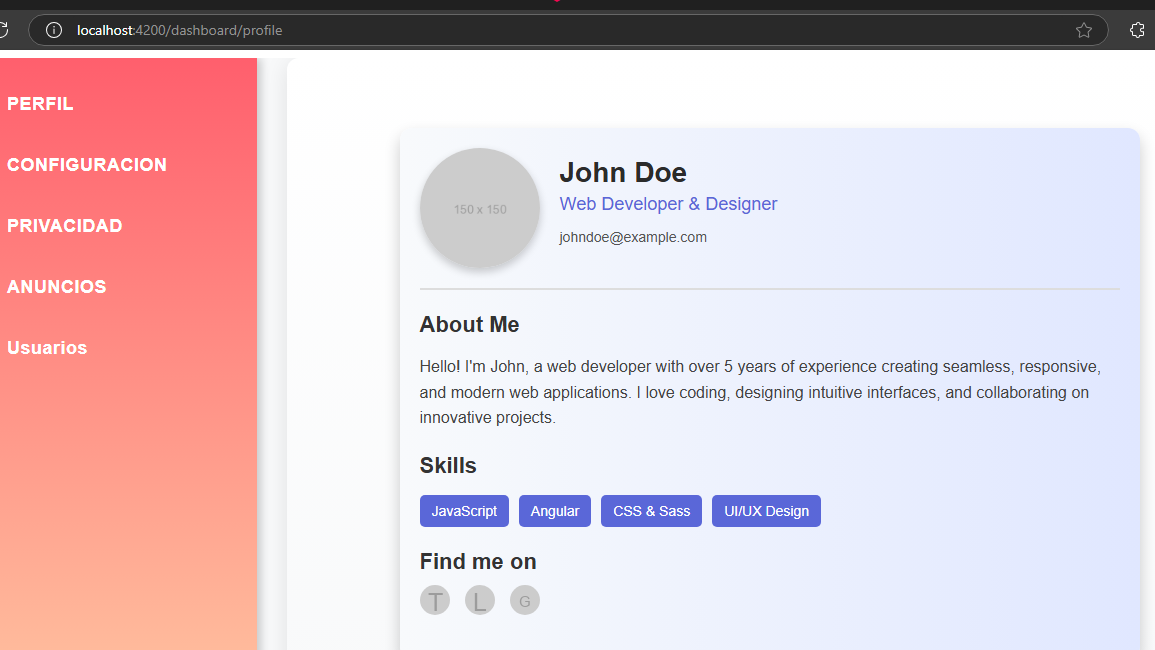 localhost:4200/dashboard/profile
PERFIL
CONFIGURACION
PRIVACIDAD
ANUNCIOS
Usuarios
150 x 150
John Doe
Web Developer & Designer
johndoe@example.com
About Me
Hello! I'm John, a web developer with over 5 years of experience creating seamless, responsive,
and modern web applications. I love coding, designing intuitive interfaces, and collaborating on
innovative projects.
Skills
JavaScript Angular CSS & Sass UI/UX Design
Find me on
T L G